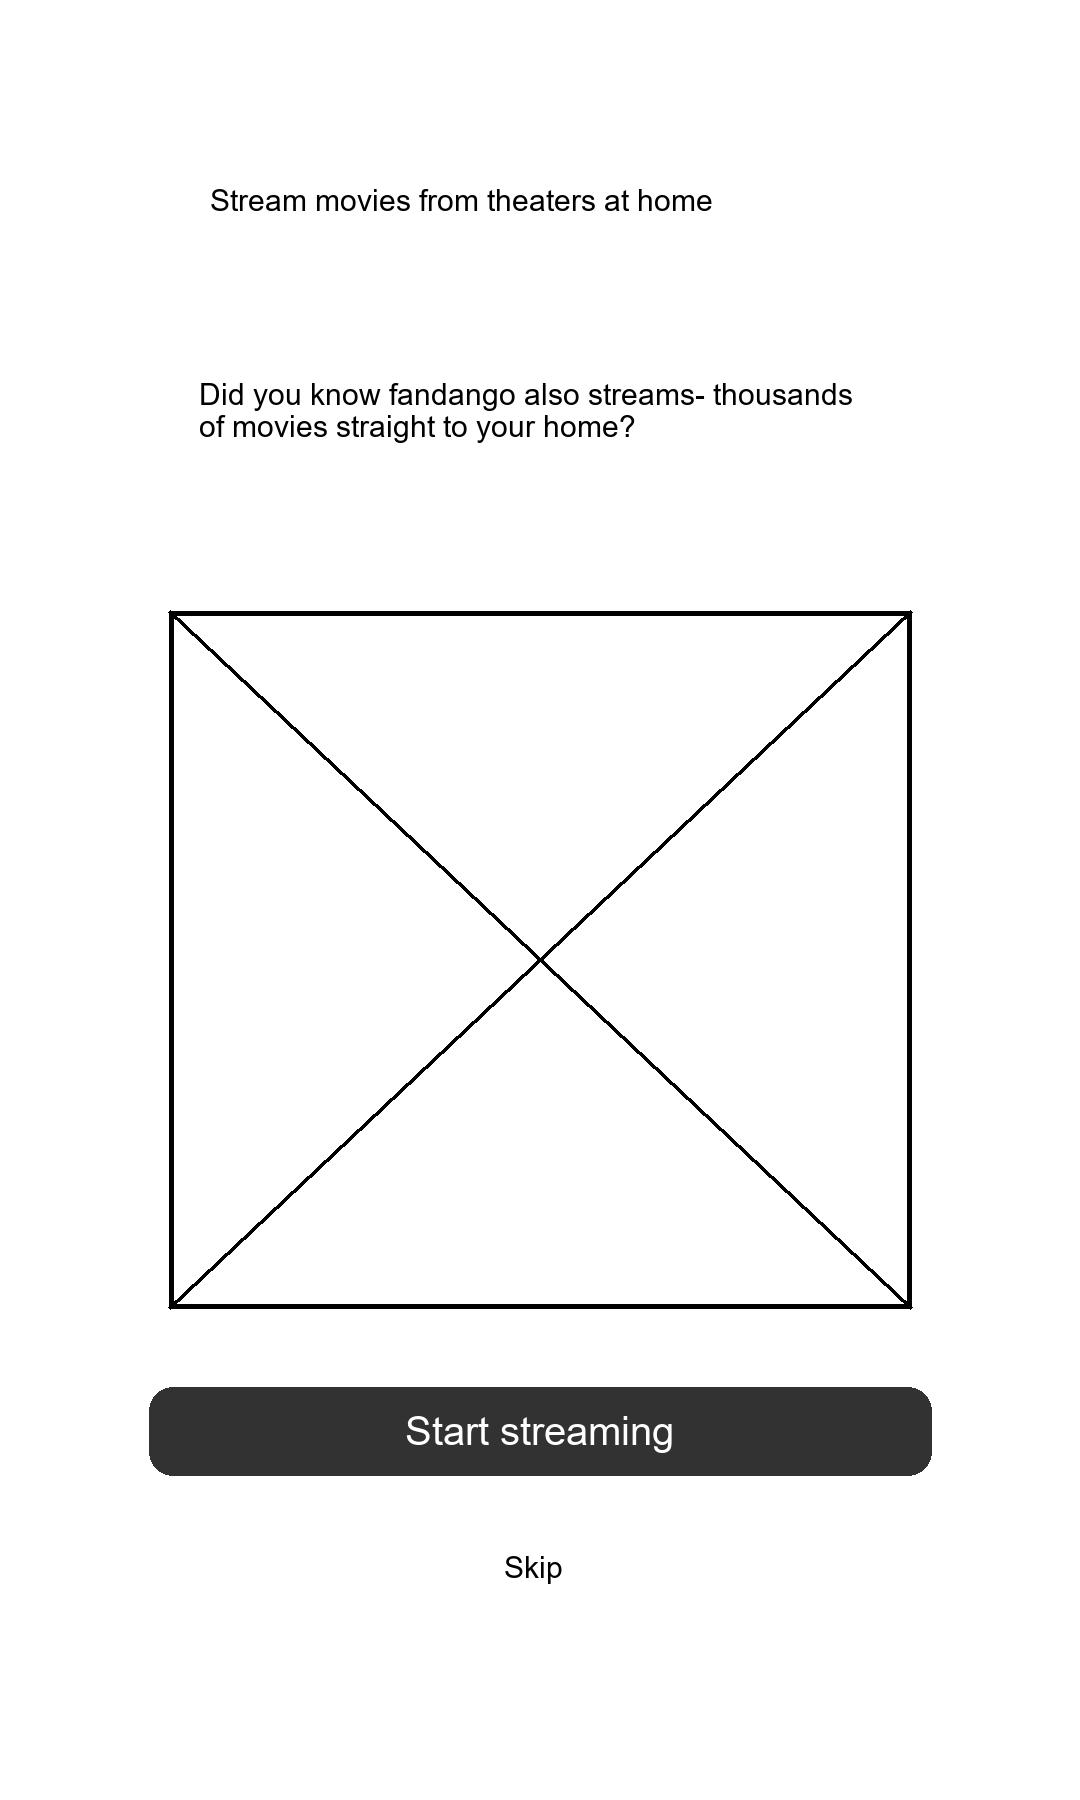 Stream movies from theaters at home
Did you know fandango also streams- thousands
of movies straight to your home?
Start streaming
Skip